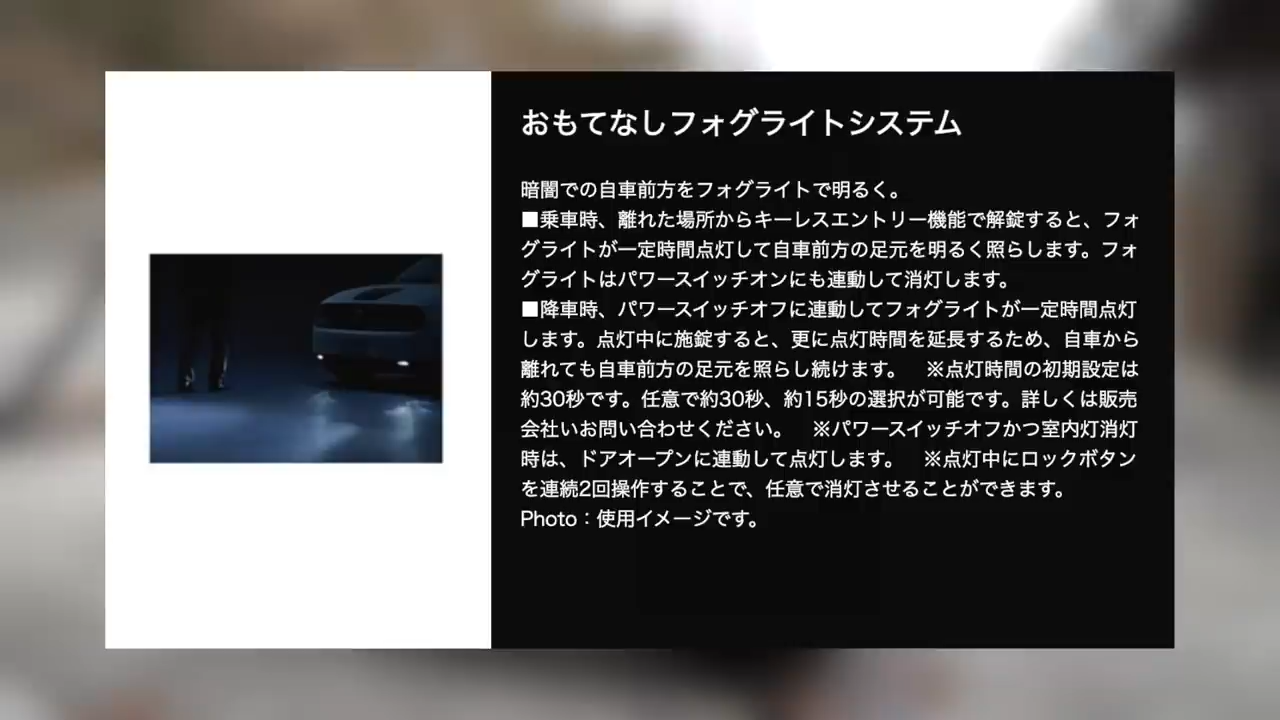 おもてなしフォグライトシステム
暗闇での自車前方をフォグライトで明るく。
■乗車時、離れた場所からキーレスエントリー機能で解錠すると、フォ
グライトが一定時間点灯して自車前方の足元を明るく照らします。フォ
グライトはパワースイッチオンにも連動して消灯します。
■降車時、パワースイッチオフに連動してフォグライトが一定時間点灯
します。点灯中に施錠すると、更に点灯時間を延長するため、自車から
離れても自車前方の足元を照らし続けます。　※点灯時間の初期設定は
約30秒です。任意で約30秒、約15秒の選択が可能です。詳しくは販売
会社いお問い合わせください。　※パワースイッチオフかつ室内灯消灯
時は、ドアオープンに連動して点灯します。　※点灯中にロックボタン
を連続2回操作することで、任意で消灯させることができます。
Photo：使用イメージです。